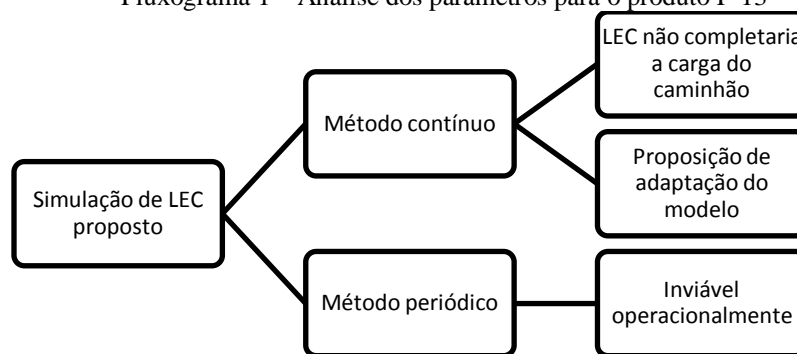 Fluxograma 1 – Análise dos parâmetros para o produto P-13
LEC não completaria
a carga do
caminhão
Método contínuo
Proposição de
adaptação do
modelo
Simulação de LEC
proposto
Método periódico
Inviável
operacionalmente